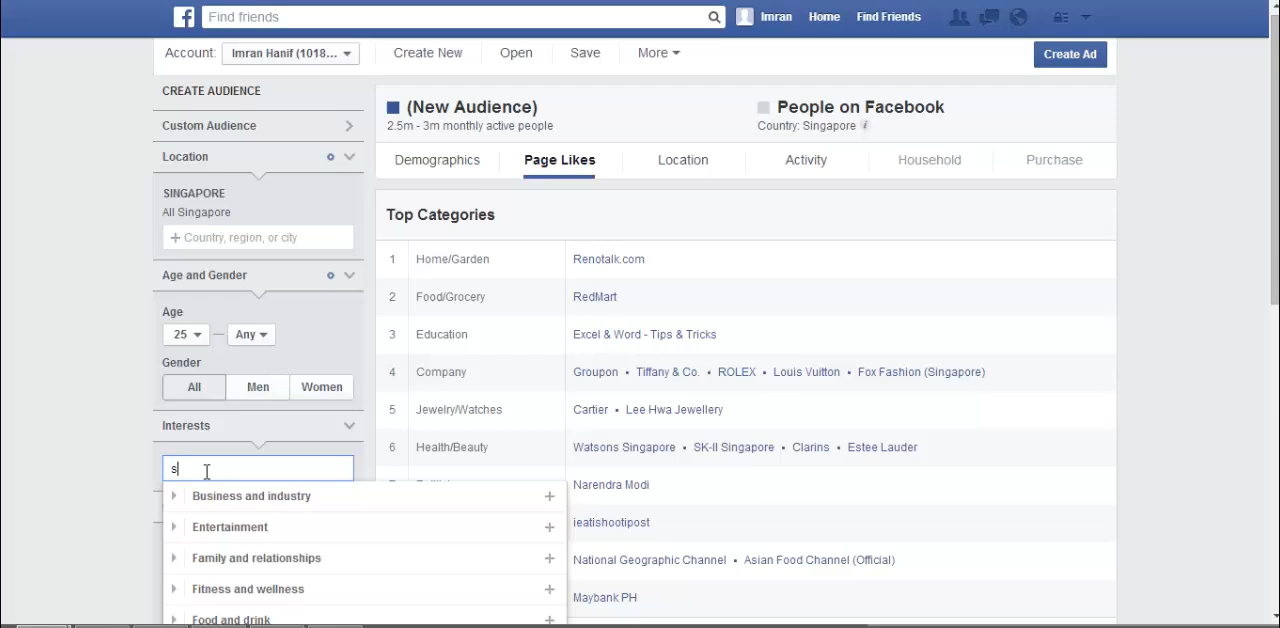 f Find friends Imran Home Find Friends
Account: Imran Hanif (1018... Create New Open Save More Create Ad
CREATE AUDIENCE
Custom Audience
Location
SINGAPORE
All Singapore
+ Country, region, or city
Age and Gender
Age
25 — Any
Gender
All Men Women
Interests
s
Business and industry +
Entertainment +
Family and relationships +
Fitness and wellness +
Food and drink +
(New Audience)
2.5m - 3m monthly active people
People on Facebook
Country: Singapore i
Demographics Page Likes Location Activity Household Purchase
Top Categories
1 Home/Garden Renotalk.com
2 Food/Grocery RedMart
3 Education Excel & Word - Tips & Tricks
4 Company Groupon • Tiffany & Co. • ROLEX • Louis Vuitton • Fox Fashion (Singapore)
5 Jewelry/Watches Cartier • Lee Hwa Jewellery
6 Health/Beauty Watsons Singapore • SK-II Singapore • Clarins • Estee Lauder
Narendra Modi
ieatishootipost
National Geographic Channel • Asian Food Channel (Official)
Maybank PH